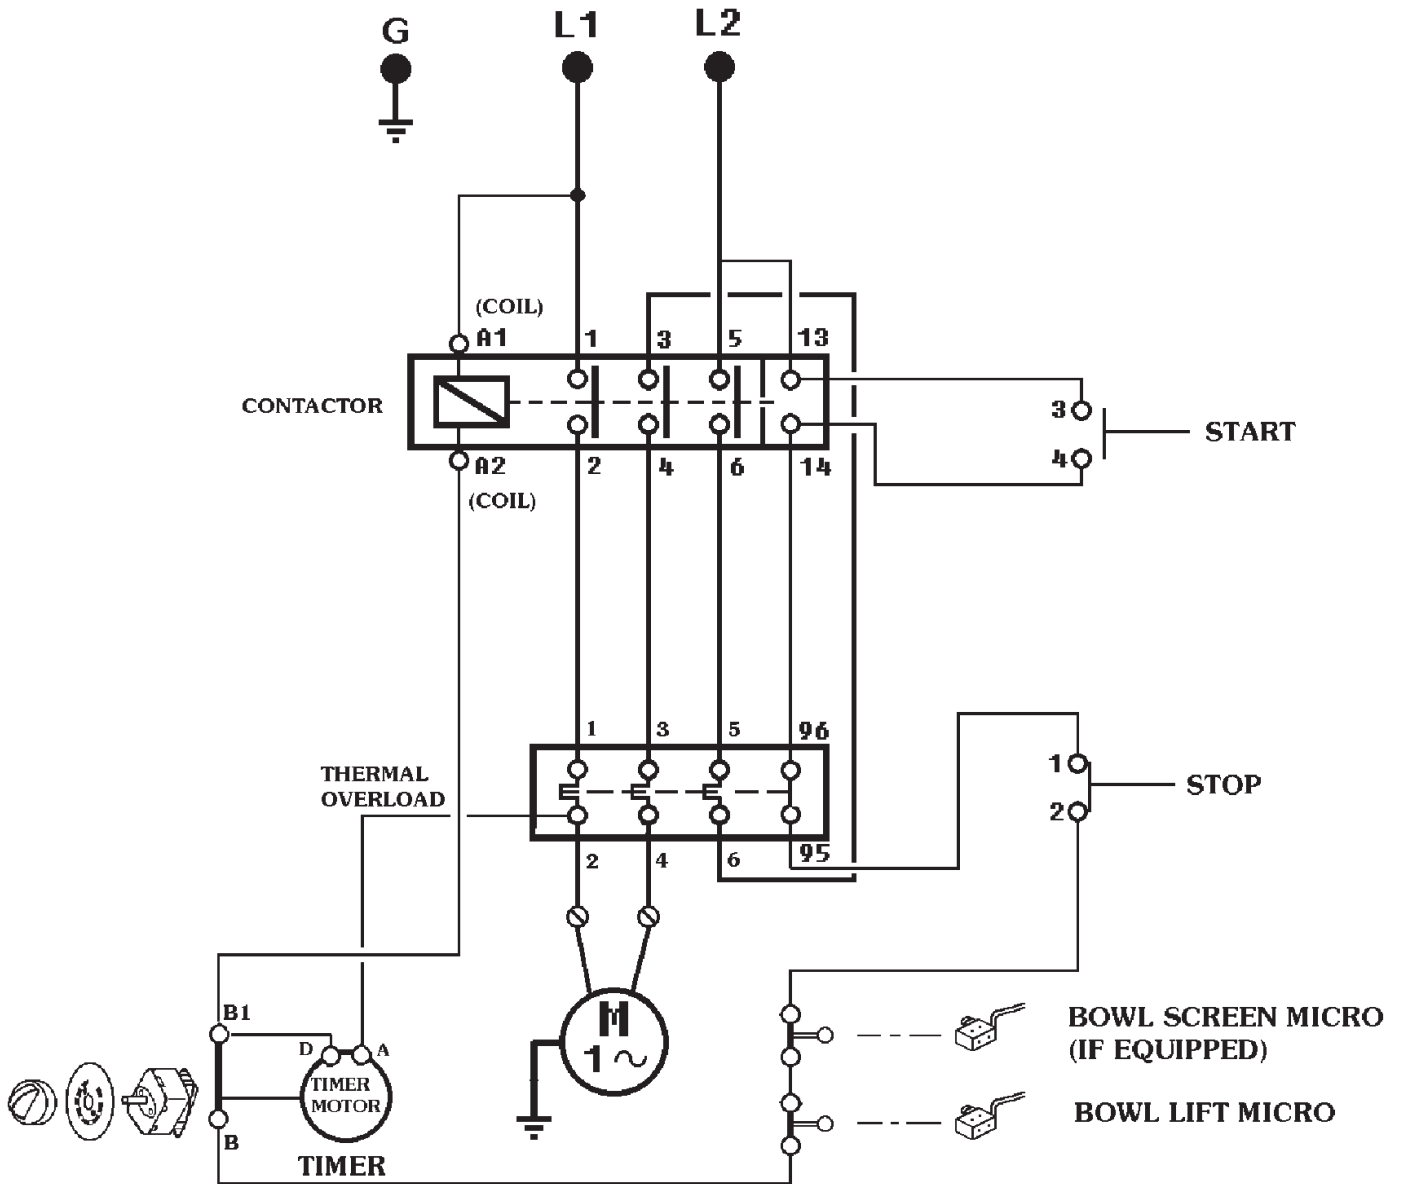 G
L1
L2
(COIL)
A1 1 3 5 13
CONTACTOR
3
START
4
A2 2 4 6 14
(COIL)
1 3 5 96
THERMAL
OVERLOAD
1
STOP
2
2 4 6 95
B1
D A
M
1~
TIMER
MOTOR
B
TIMER
BOWL SCREEN MICRO
(IF EQUIPPED)
BOWL LIFT MICRO